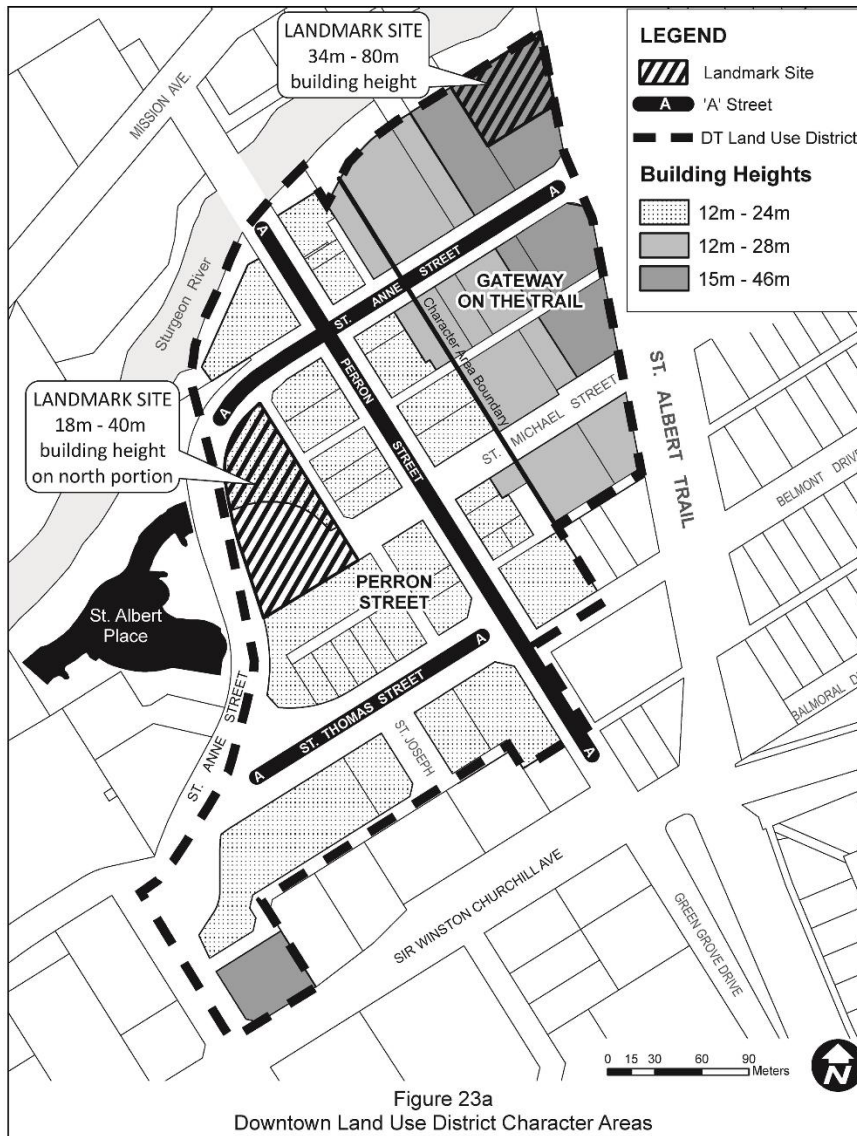 LANDMARK SITE
34m - 80m
building height
LEGEND
Landmark Site
A
'A' Street
DT Land Use District
Building Heights
12m - 24m
12m - 28m
15m - 46m
MISSION AVE.
Sturgeon River
A
A
ST. ANNE STREET
A
GATEWAY
ON THE TRAIL
Character Area Boundary
PERRON STREET
ST. MICHAEL STREET
ST. ALBERT TRAIL
BELMONT DRIVE
LANDMARK SITE
18m - 40m
building height
on north portion
St. Albert
Place
PERRON
STREET
A
ST. THOMAS STREET
A
ST. JOSEPH
A
ST. ANNE STREET
SIR WINSTON CHURCHILL AVE
GREEN GROVE DRIVE
0 15 30 60 90
Meters
N
Figure 23a
Downtown Land Use District Character Areas